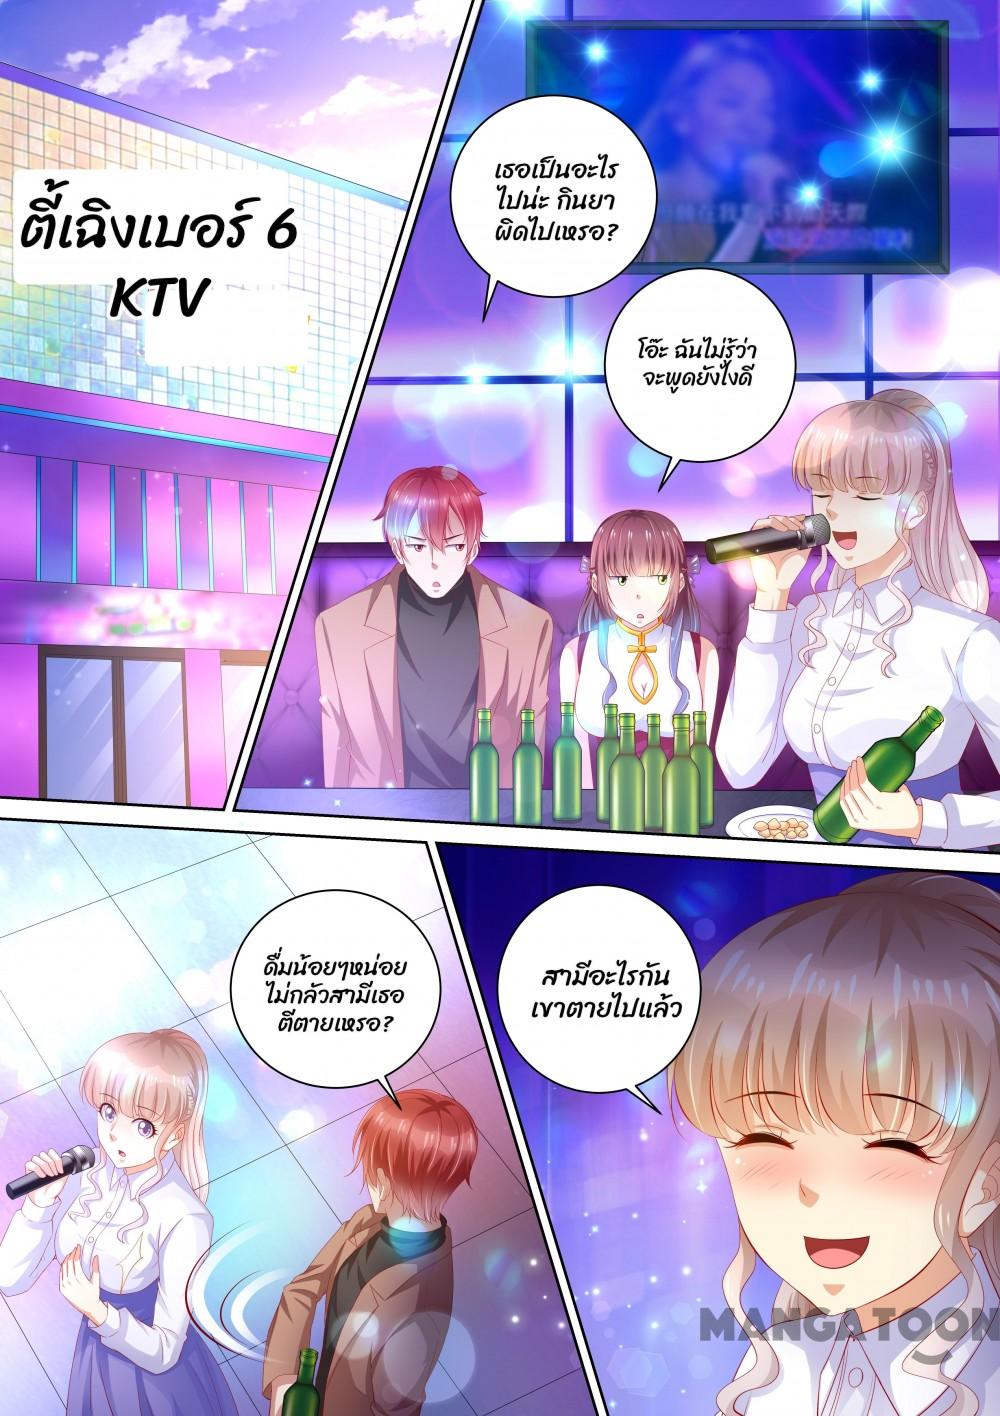 ตี้เฉิงเบอร์ 6
KTV
เธอเป็นอะไร
ไปน่ะ กินยา
ผิดไปเหรอ?
โอ๊ะ ฉันไม่รู้ว่า
จะพูดยังไงดี
ดื่มน้อยๆหน่อย
ไม่กลัวสามีเธอ
ตีตายเหรอ?
สามีอะไรกัน
เขาตายไปแล้ว
MANGATOON